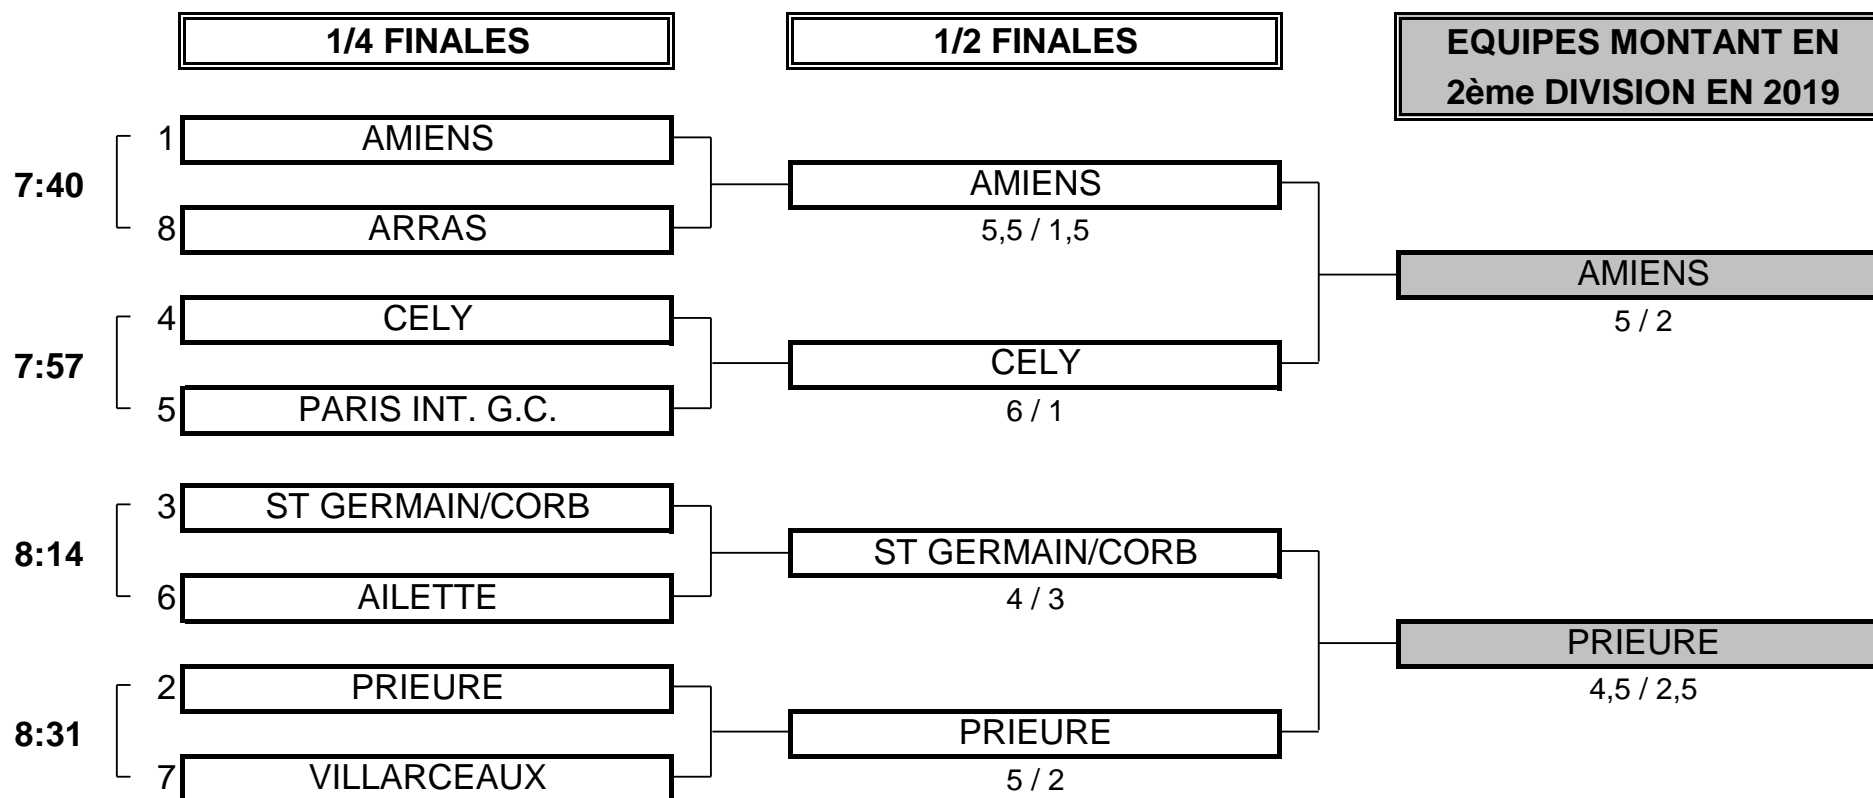 1/4 FINALES
1/2 FINALES
EQUIPES MONTANT EN
2ème DIVISION EN 2019
7:40
1 AMIENS
8 ARRAS
AMIENS
5,5 / 1,5
7:57
4 CELY
5 PARIS INT. G.C.
CELY
6 / 1
AMIENS
5 / 2
8:14
3 ST GERMAIN/CORB
6 AILETTE
ST GERMAIN/CORB
4 / 3
8:31
2 PRIEURE
7 VILLARCEAUX
PRIEURE
5 / 2
PRIEURE
4,5 / 2,5